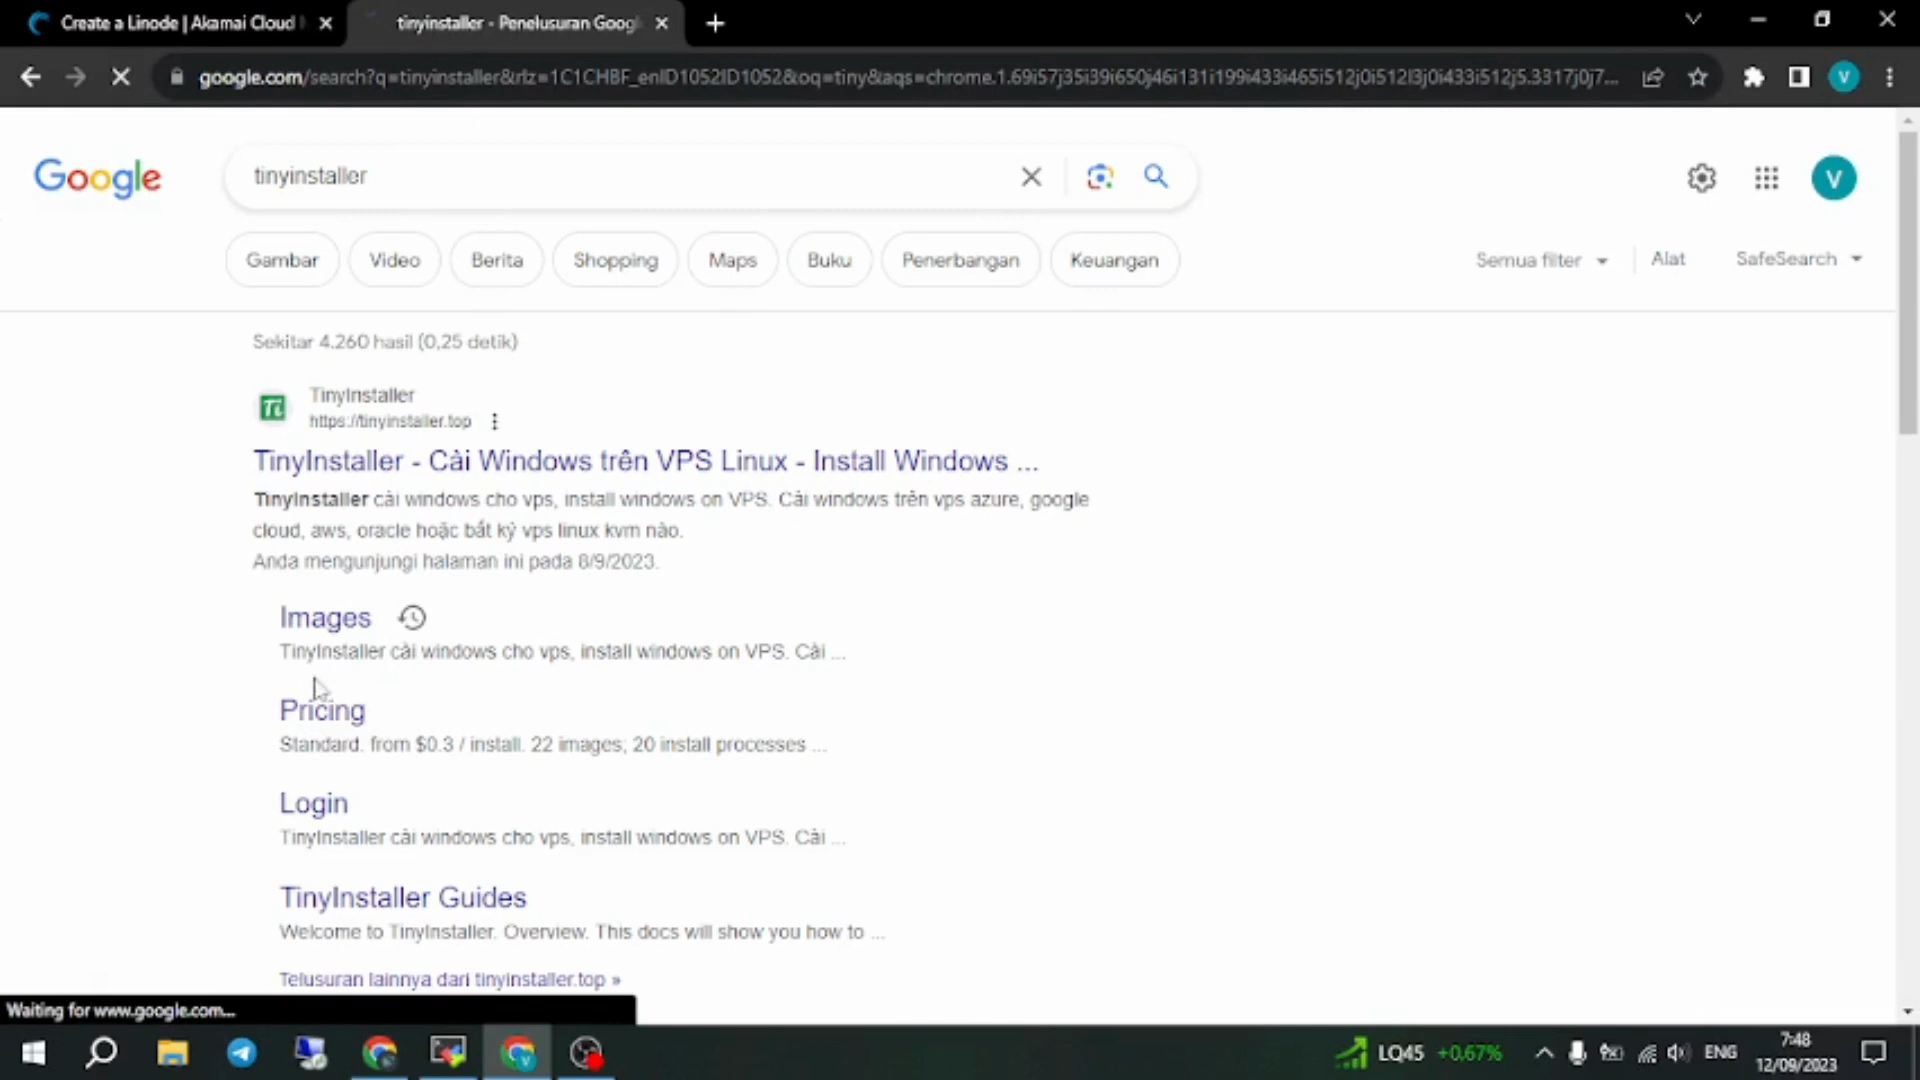 Create a Linode | Akamai Cloud
tinyinstaller - Penelusuran Goog
google.com/search?q=tinyinstaller&rlz=1C1CHBF_enID1052ID1052&oq=tiny&aqs=chrome.1.69i57j35i39i650j46i131i199i433i465i512j0i512l3j0i433i512j5.3317j0j7...
V
Google
tinyinstaller
V
Gambar
Video
Berita
Shopping
Maps
Buku
Penerbangan
Keuangan
Semua filter
Alat
SafeSearch
Sekitar 4.260 hasil (0,25 detik)
Ti
TinyInstaller
https://tinyinstaller.top
TinyInstaller - Cài Windows trên VPS Linux - Install Windows ...
TinyInstaller cài windows cho vps, install windows on VPS. Cài windows trên vps azure, google
cloud, aws, oracle hoặc bất kỳ vps linux kvm nào.
Anda mengunjungi halaman ini pada 8/9/2023.
Images
TinyInstaller cài windows cho vps, install windows on VPS. Cài ...
Pricing
Standard. from $0.3 / install. 22 images; 20 install processes ...
Login
TinyInstaller cài windows cho vps, install windows on VPS. Cài ...
TinyInstaller Guides
Welcome to TinyInstaller. Overview. This docs will show you how to ...
Telusuran lainnya dari tinyinstaller.top »
Waiting for www.google.com...
LQ45 +0,67%
ENG
7:48
12/09/2023